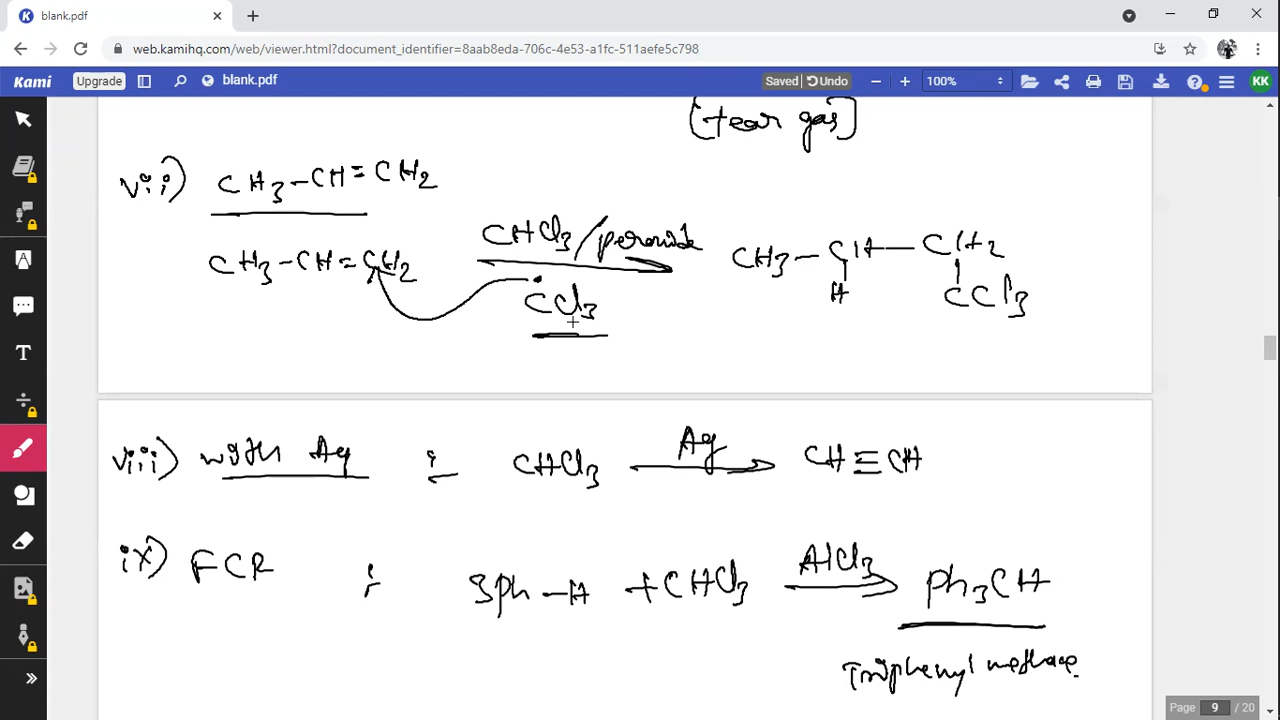 blank.pdf
web.kamihq.com/web/viewer.html?document_identifier=8aab8eda-706c-4e53-a1fc-511aefe5c798
Kami Upgrade blank.pdf Saved Undo 100% KK
(tear gas)
vii) CH3-CH=CH2
CH3-CH=CH2 CHCl3/peroxide CH3-CH-CH2
ĊCl3 H CCl3
viii) with Ag : CHCl3 Ag→ CH≡CH
ix) FCR : 3Ph-H + CHCl3 AlCl3→ Ph3CH
Triphenyl methane.
Page 9 / 20